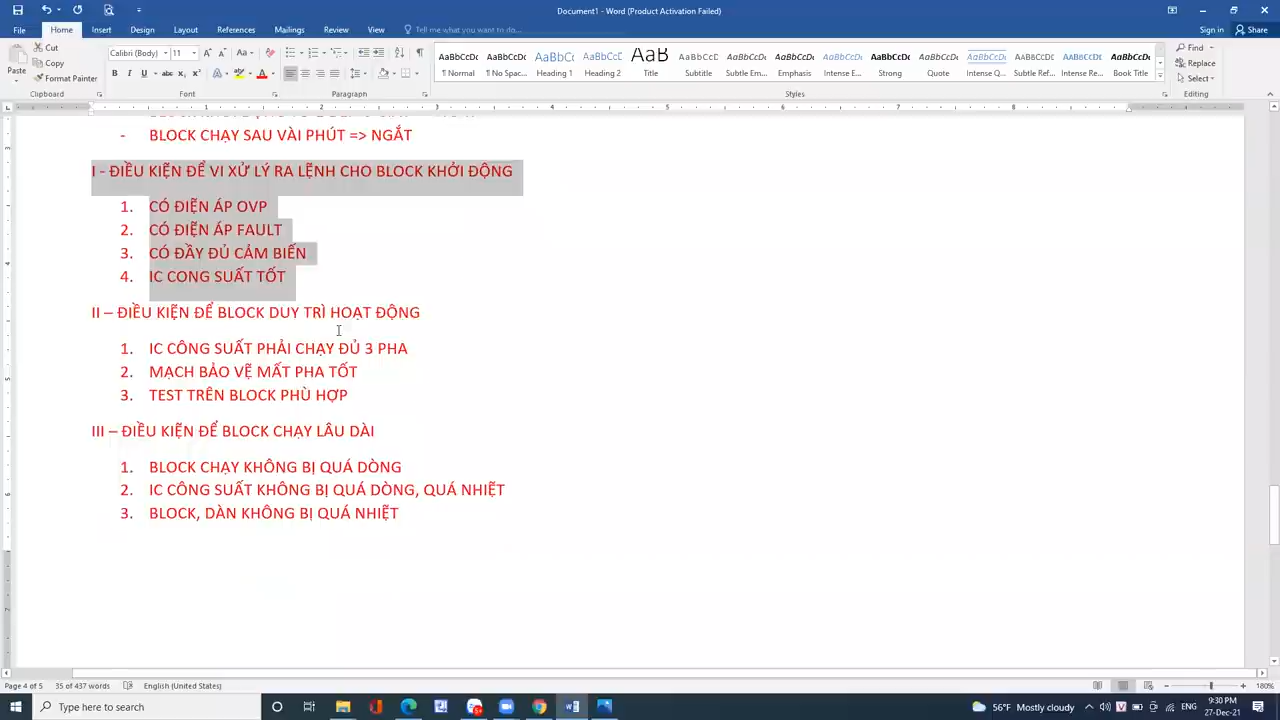 Document1 - Word (Product Activation Failed)
File Home Insert Design Layout References Mailings Review View Tell me what you want to do... Sign in Share
Cut Calibri (Body) 11 Find
Copy Replace
Paste Format Painter Select
AaBbCcDc AaBbCcDc AaBbCc AaBbCcD AaB AaBbCcD AaBbCcDc AaBbCcDc AaBbCcDc AaBbCcDc AaBbCcDc AaBbCcDc AaBbCcDc AaBbCcDc AaBbCcDc
¶ Normal ¶ No Spac... Heading 1 Heading 2 Title Subtitle Subtle Em... Emphasis Intense E... Strong Quote Intense Q... Subtle Ref... Intense Re... Book Title
Clipboard Font Paragraph Styles Editing
- BLOCK CHẠY SAU VÀI PHÚT => NGẮT
I - ĐIỀU KIỆN ĐỂ VI XỬ LÝ RA LỆNH CHO BLOCK KHỞI ĐỘNG
1. CÓ ĐIỆN ÁP OVP
2. CÓ ĐIỆN ÁP FAULT
3. CÓ ĐẦY ĐỦ CẢM BIẾN
4. IC CONG SUẤT TỐT
II – ĐIỀU KIỆN ĐỂ BLOCK DUY TRÌ HOẠT ĐỘNG
1. IC CÔNG SUẤT PHẢI CHẠY ĐỦ 3 PHA
2. MẠCH BẢO VỆ MẤT PHA TỐT
3. TEST TRÊN BLOCK PHÙ HỢP
III – ĐIỀU KIỆN ĐỂ BLOCK CHẠY LÂU DÀI
1. BLOCK CHẠY KHÔNG BỊ QUÁ DÒNG
2. IC CÔNG SUẤT KHÔNG BỊ QUÁ DÒNG, QUÁ NHIỆT
3. BLOCK, DÀN KHÔNG BỊ QUÁ NHIỆT
Page 4 of 5 35 of 437 words English (United States) 180%
Type here to search 56°F Mostly cloudy 9:30 PM
27-Dec-21